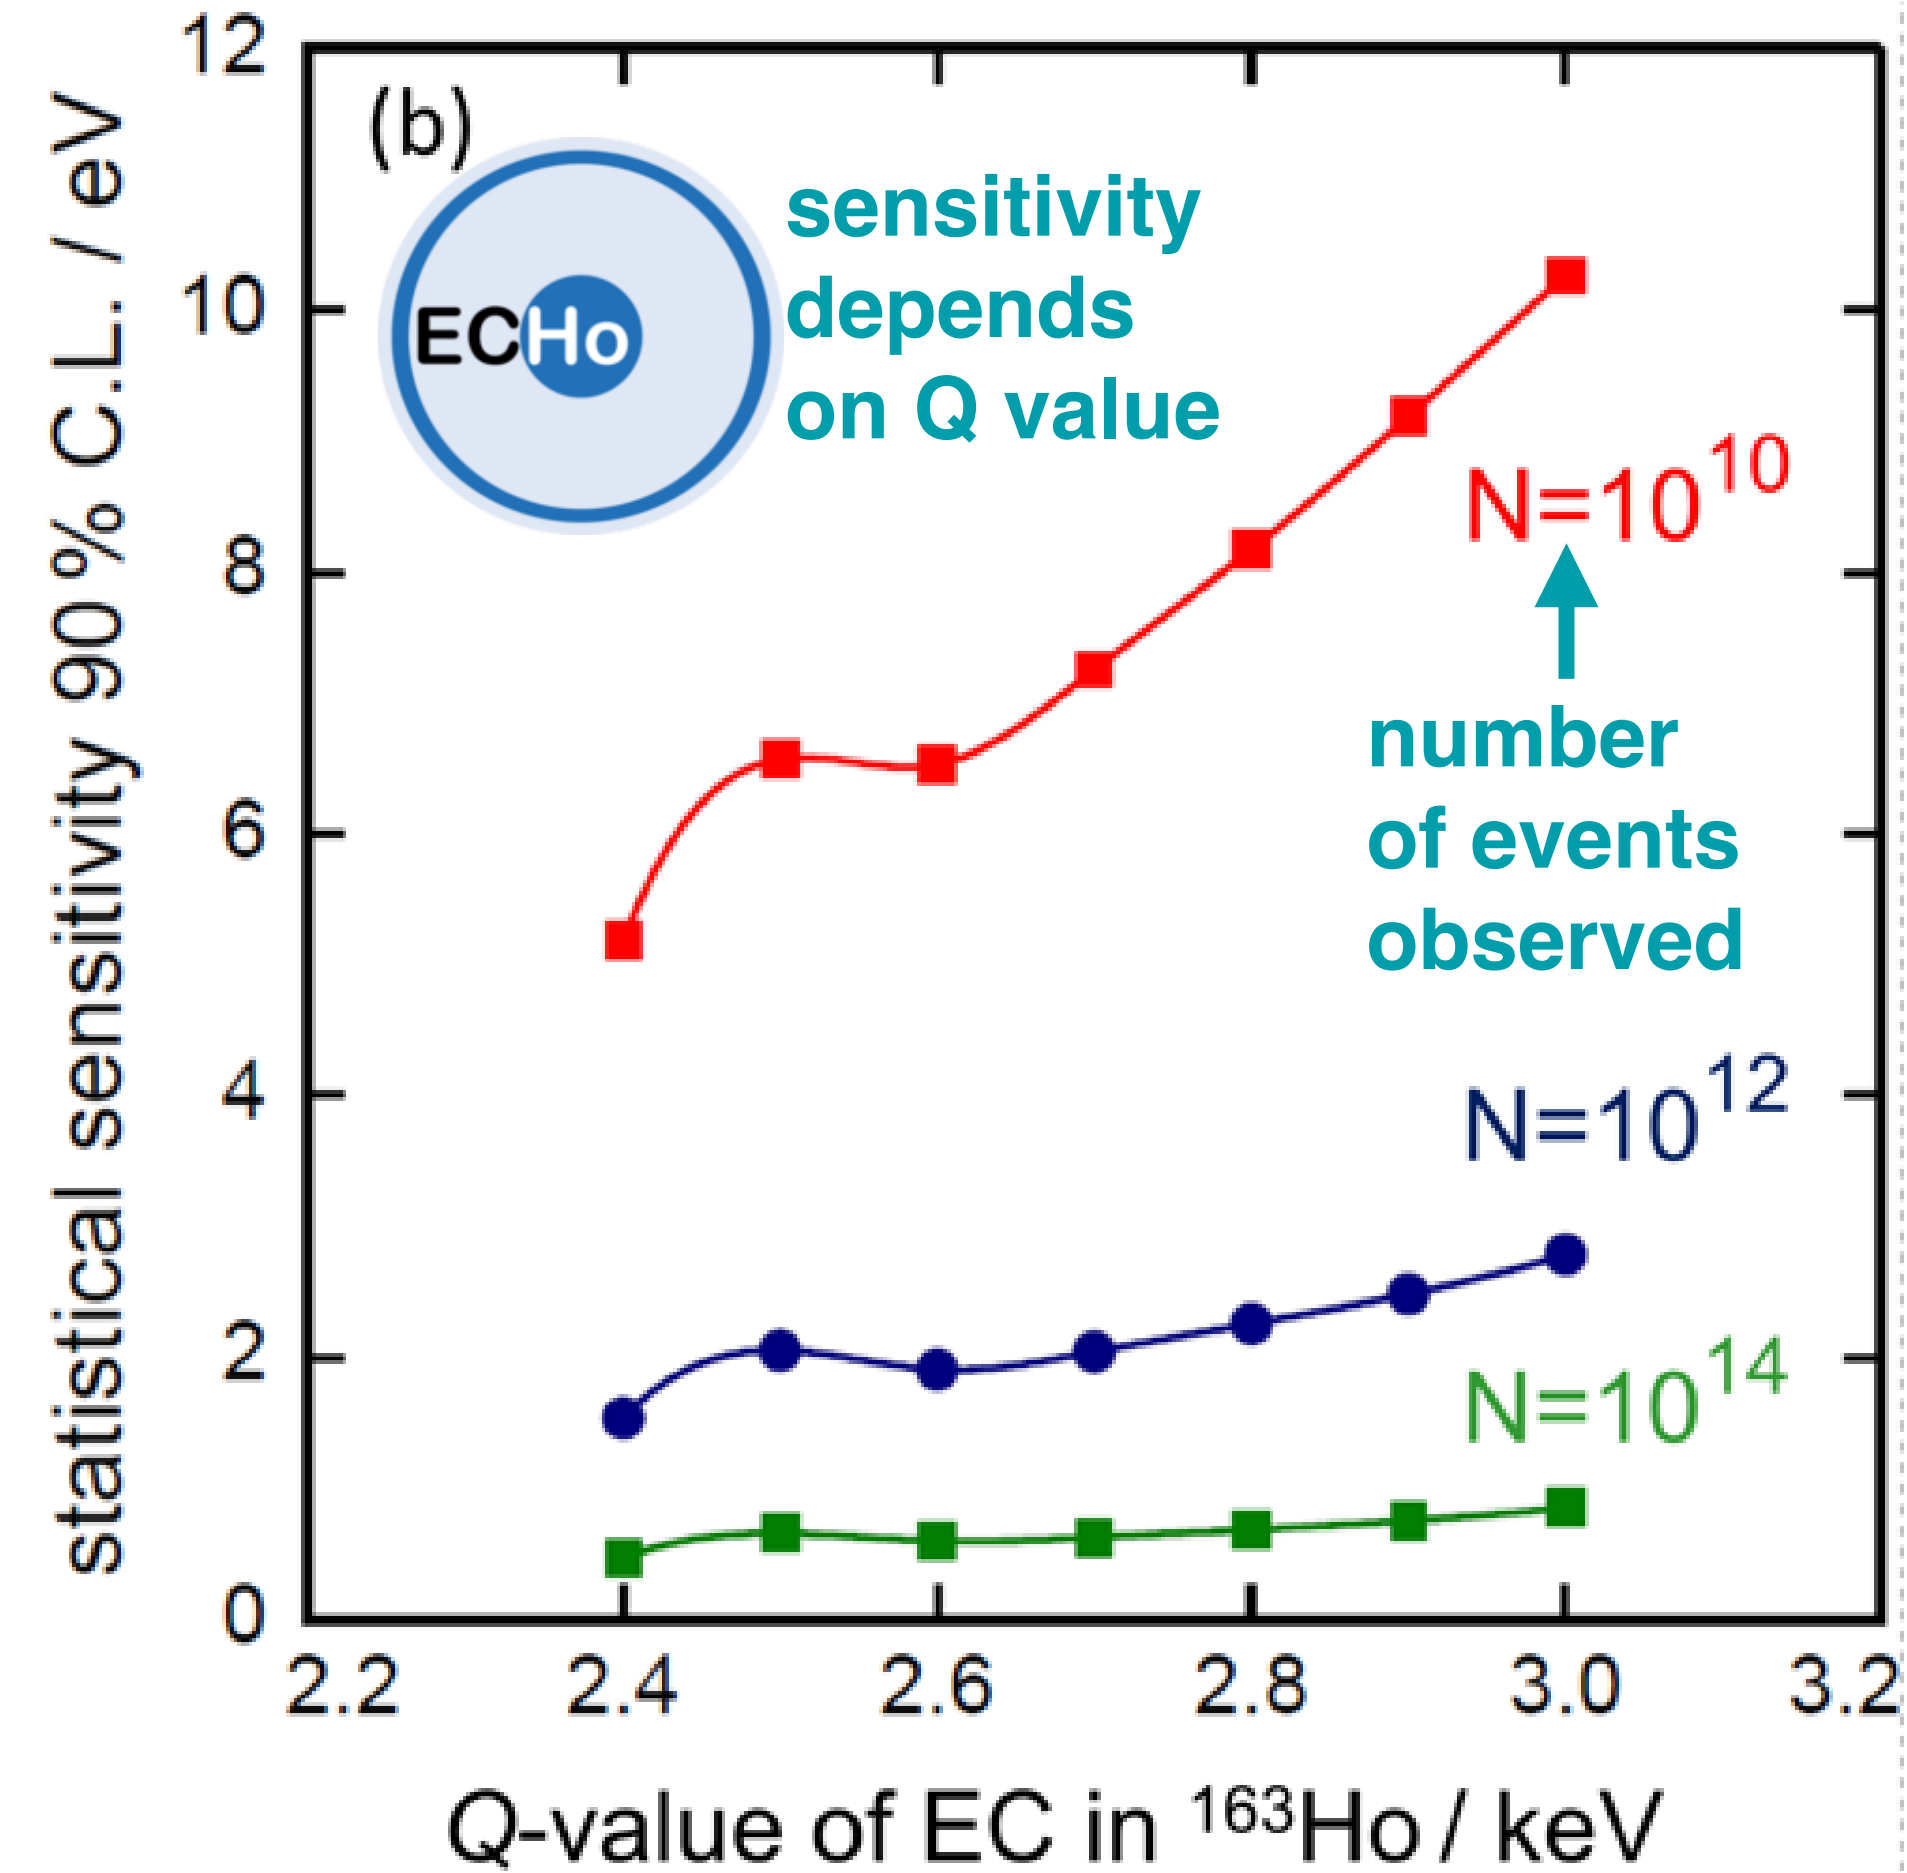 12
10
8
6
4
2
0
statistical sensitivity 90 % C.L. / eV
(b)
ECHo
sensitivity
depends
on Q value
N=10¹⁰
number
of events
observed
N=10¹²
N=10¹⁴
2.2 2.4 2.6 2.8 3.0 3.2
Q-value of EC in ¹⁶³Ho / keV